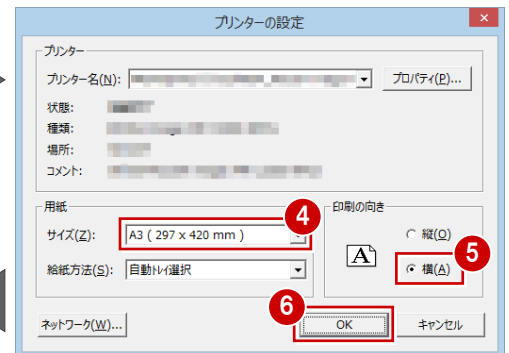 プリンターの設定
×
プリンター
プリンター名(N):
プロパティ(P)...
状態:
種類:
場所:
コメント:
用紙
4
印刷の向き
サイズ(Z):
A3 ( 297 x 420 mm )
縦(O)
5
A
給紙方法(S):
自動トレイ選択
横(A)
6
ネットワーク(W)...
OK
キャンセル